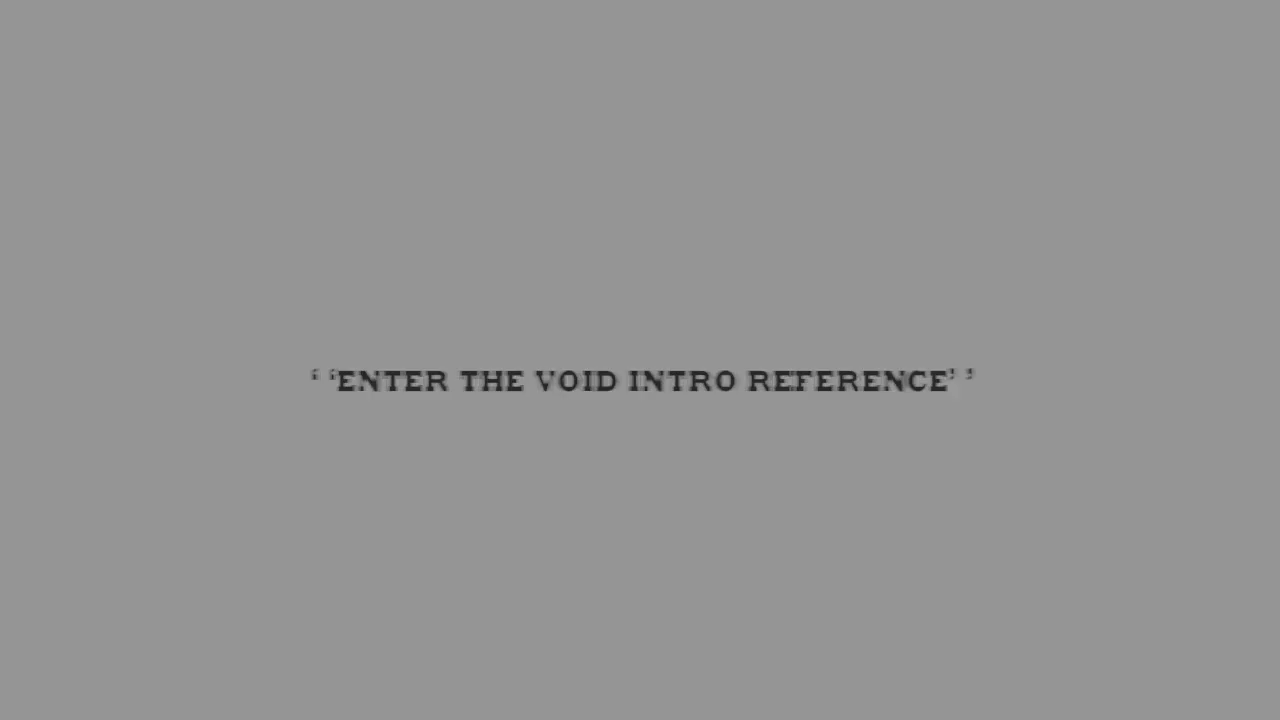 ‘‘ENTER THE VOID INTRO REFERENCE’’